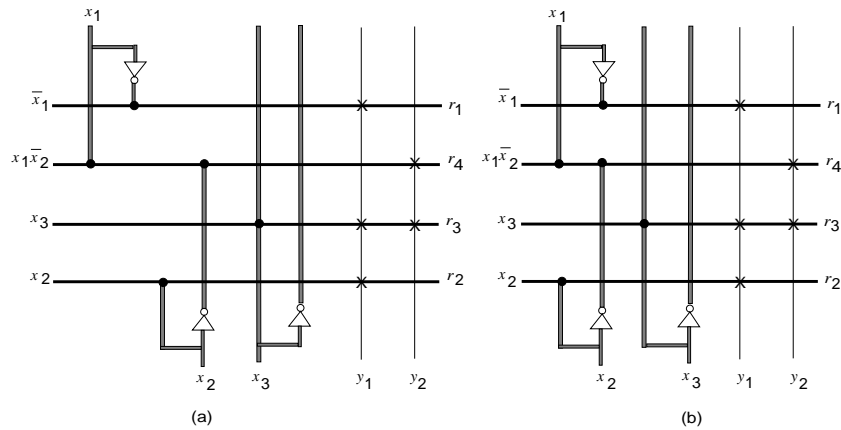 x1
x̅1 r1
x1x̅2 r4
x3 r3
x2 r2
x2 x3 y1 y2
(a)
x1
x̅1 r1
x1x̅2 r4
x3 r3
x2 r2
x2 x3 y1 y2
(b)